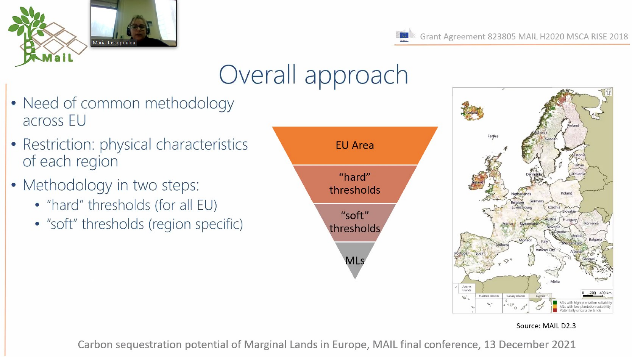 MaiL
Grant Agreement 823805 MAIL H2020 MSCA RISE 2018
Overall approach
• Need of common methodology
across EU
• Restriction: physical characteristics
of each region
• Methodology in two steps:
• "hard" thresholds (for all EU)
• "soft" thresholds (region specific)
EU Area
"hard"
thresholds
"soft"
thresholds
MLs
Source: MAIL D2.3
Carbon sequestration potential of Marginal Lands in Europe, MAIL final conference, 13 December 2021